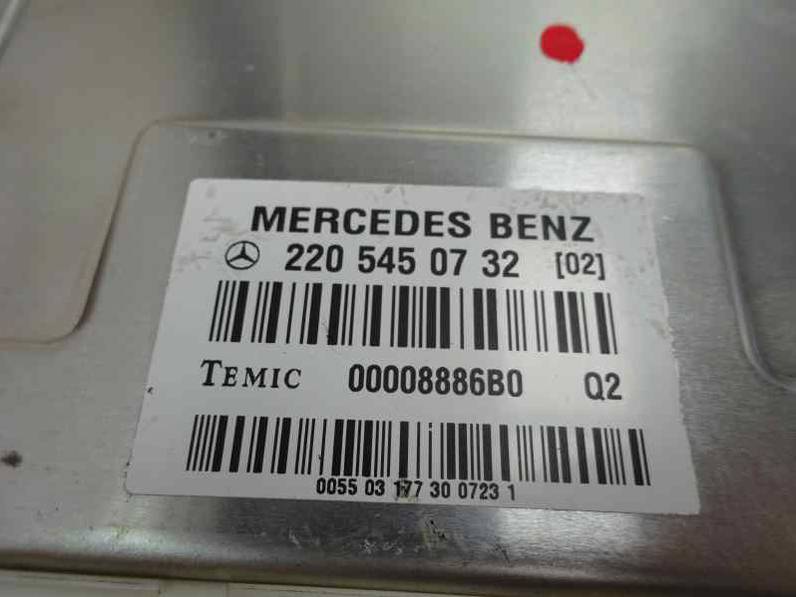 MERCEDES BENZ
220 545 07 32 [02]
TEMIC 00008886B0 Q2
0055 03 177 30 0723 1